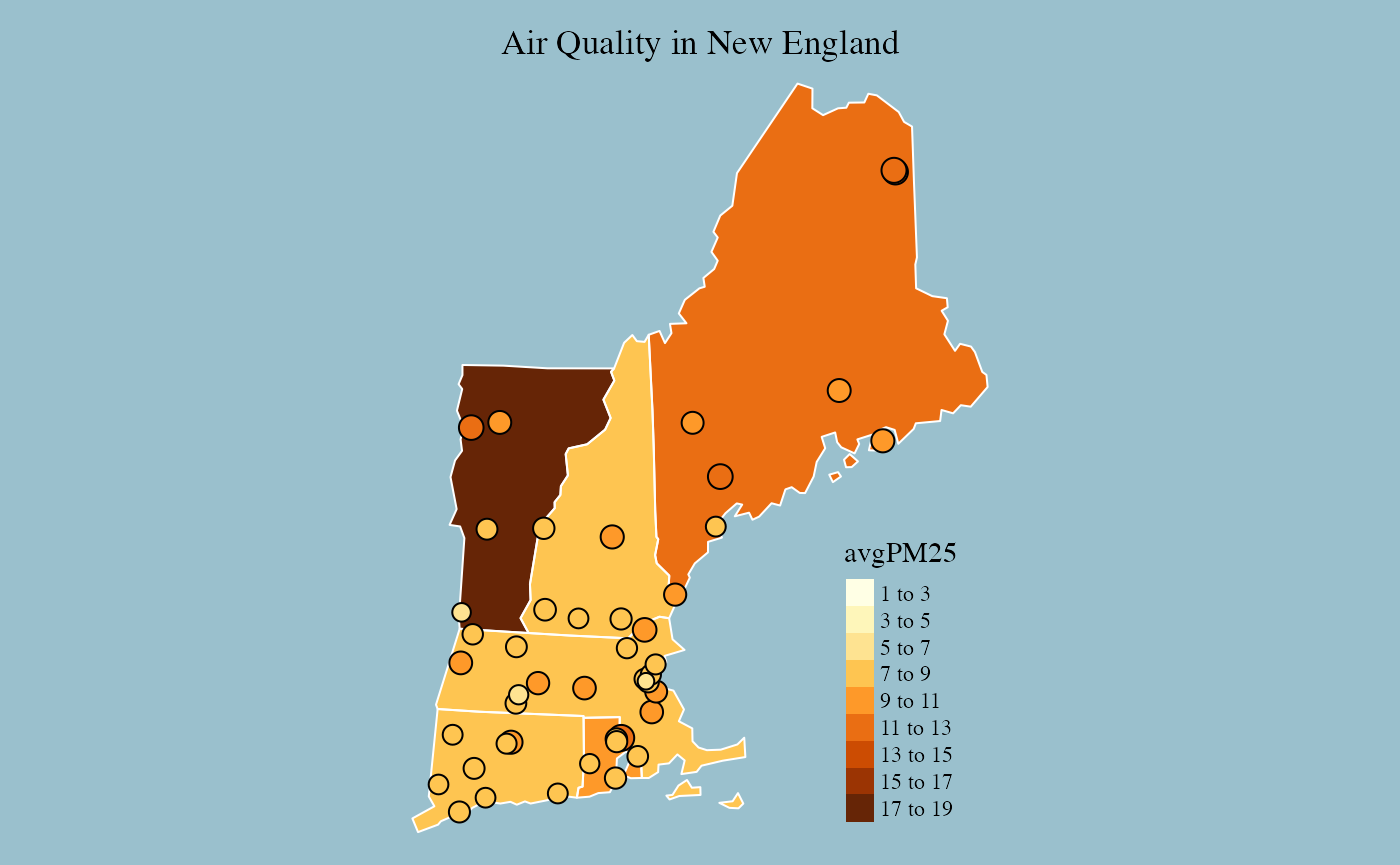 Air Quality in New England
avgPM25
1 to 3
3 to 5
5 to 7
7 to 9
9 to 11
11 to 13
13 to 15
15 to 17
17 to 19